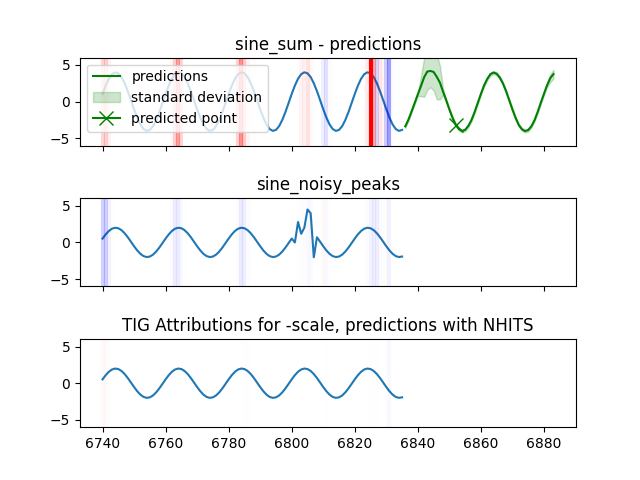 sine_sum - predictions
5
0
−5
predictions
standard deviation
predicted point
sine_noisy_peaks
5
0
−5
TIG Attributions for -scale, predictions with NHITS
5
0
−5
6740 6760 6780 6800 6820 6840 6860 6880